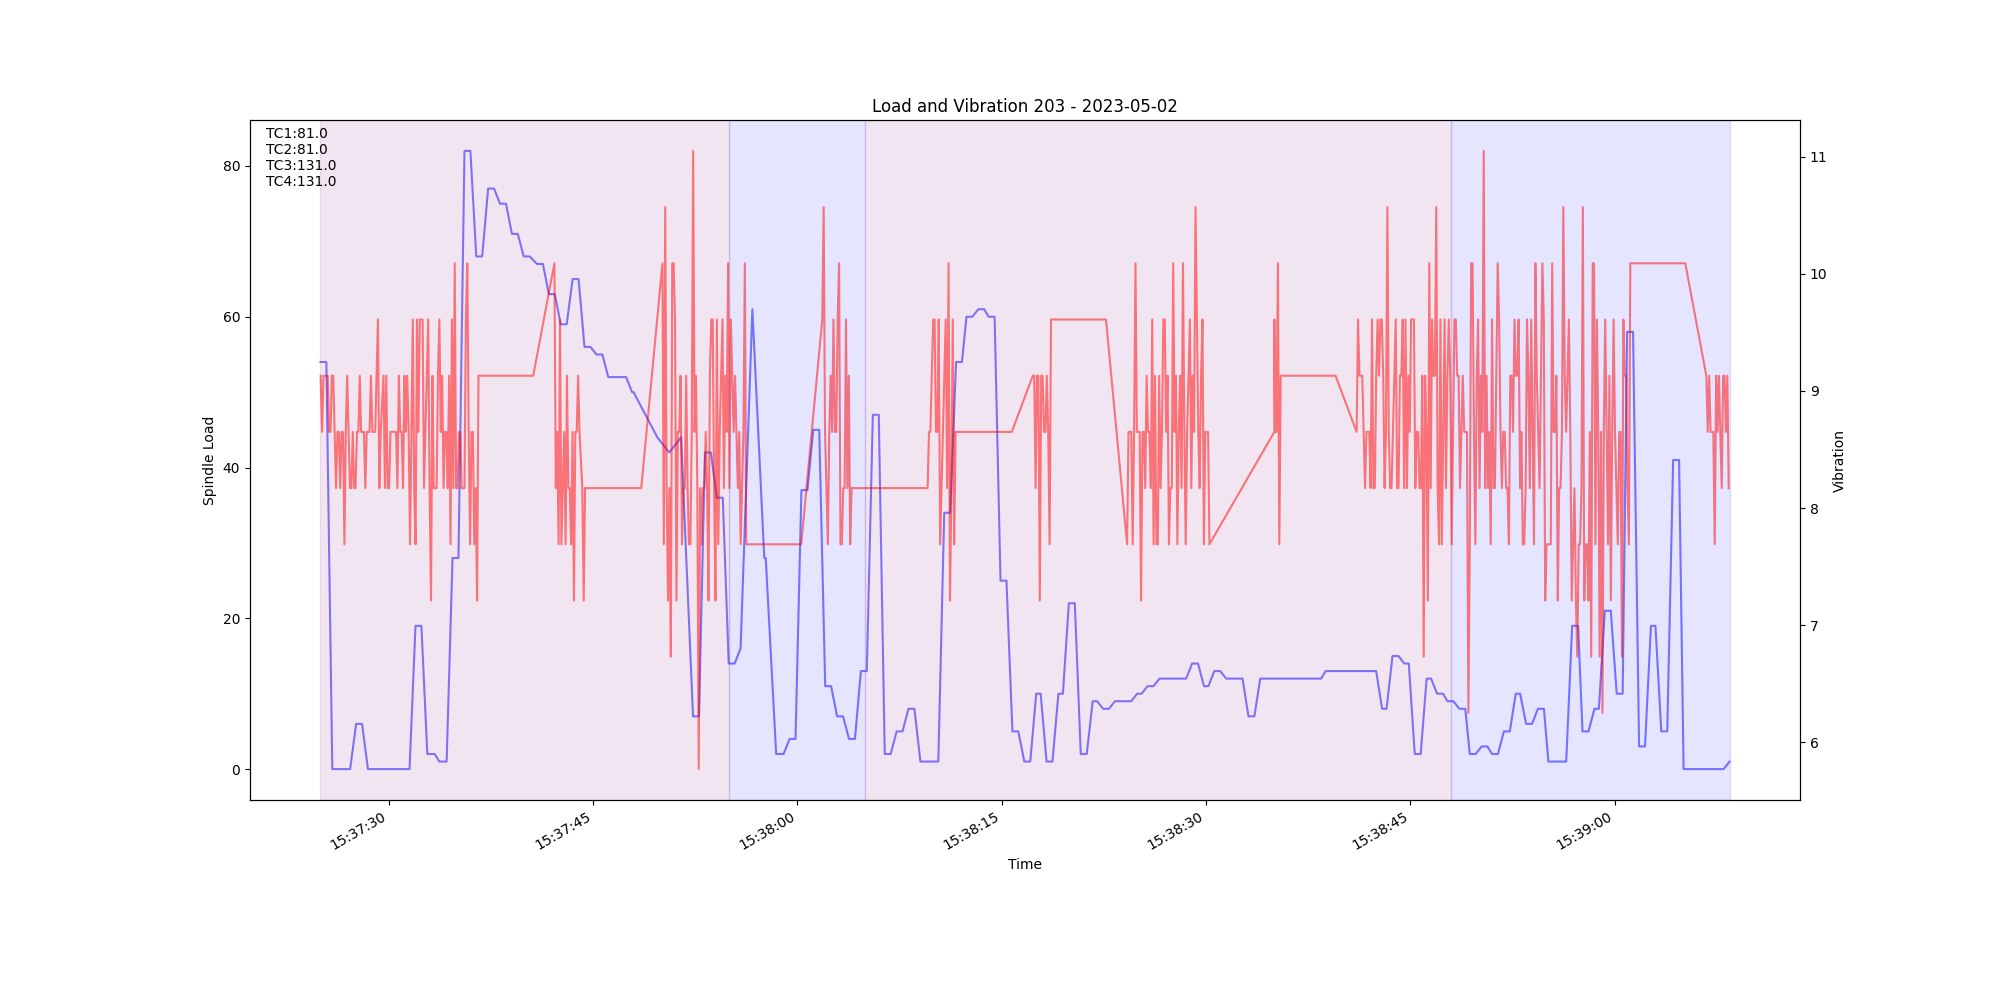 Load and Vibration 203 - 2023-05-02
TC1:81.0
TC2:81.0
TC3:131.0
TC4:131.0
80
60
40
20
0
Spindle Load
11
10
9
8
7
6
Vibration
15:37:30
15:37:45
15:38:00
15:38:15
15:38:30
15:38:45
15:39:00
Time